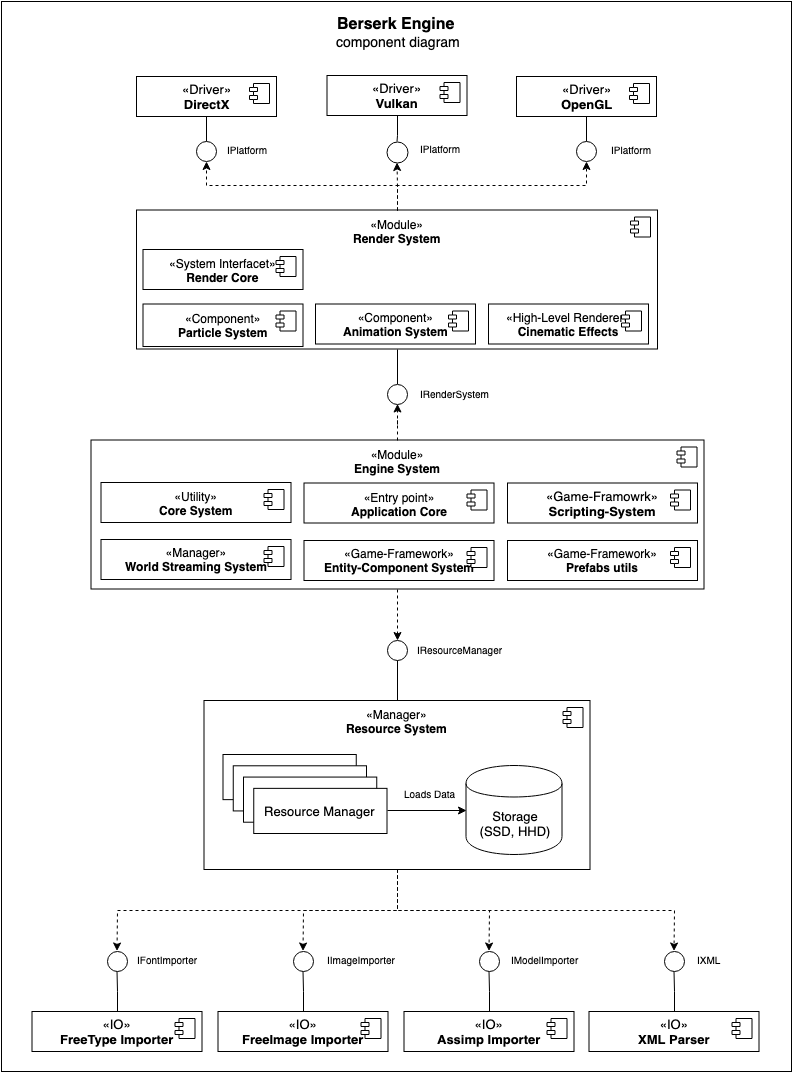 Berserk Engine
component diagram
«Driver»
DirectX
«Driver»
Vulkan
«Driver»
OpenGL
IPlatform
IPlatform
IPlatform
«Module»
Render System
«System Interfacet»
Render Core
«Component»
Particle System
«Component»
Animation System
«High-Level Renderer
Cinematic Effects
IRenderSystem
«Module»
Engine System
«Utility»
Core System
«Entry point»
Application Core
«Game-Framowrk»
Scripting-System
«Manager»
World Streaming System
«Game-Framework»
Entity-Component System
«Game-Framework»
Prefabs utils
IResourceManager
«Manager»
Resource System
Resource Manager
Loads Data
Storage
(SSD, HHD)
IFontImporter
IImageImporter
IModelImporter
IXML
«IO»
FreeType Importer
«IO»
FreeImage Importer
«IO»
Assimp Importer
«IO»
XML Parser